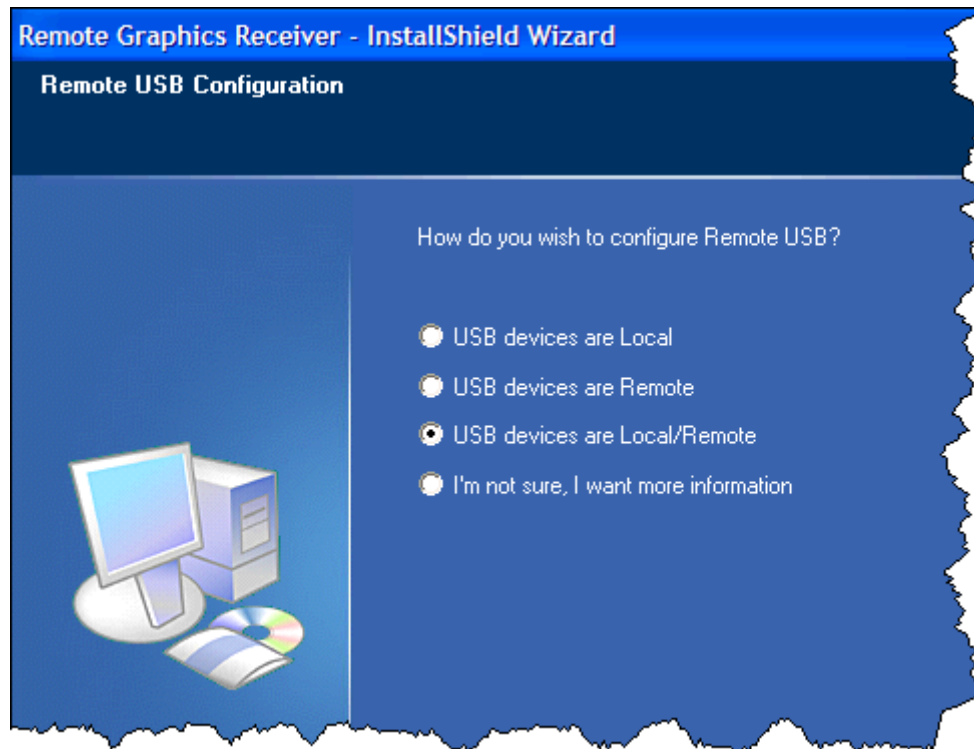 Remote Graphics Receiver - InstallShield Wizard
Remote USB Configuration
How do you wish to configure Remote USB?
USB devices are Local
USB devices are Remote
USB devices are Local/Remote
I'm not sure, I want more information